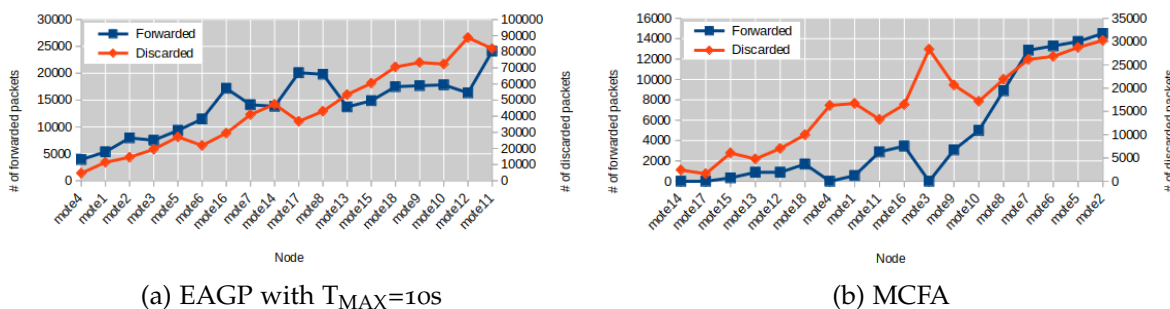 30000
25000
20000
15000
10000
5000
0
# of forwarded packets
Forwarded
Discarded
100000
90000
80000
70000
60000
50000
40000
30000
20000
10000
0
# of discarded packets
mote4
mote1
mote2
mote3
mote5
mote6
mote16
mote7
mote14
mote17
mote8
mote13
mote15
mote18
mote9
mote10
mote12
mote11
Node
(a) EAGP with TMAX=10s
16000
14000
12000
10000
8000
6000
4000
2000
0
# of forwarded packets
Forwarded
Discarded
35000
30000
25000
20000
15000
10000
5000
0
# of discarded packets
mote14
mote17
mote15
mote13
mote12
mote18
mote4
mote1
mote11
mote16
mote3
mote9
mote10
mote8
mote7
mote6
mote5
mote2
Node
(b) MCFA